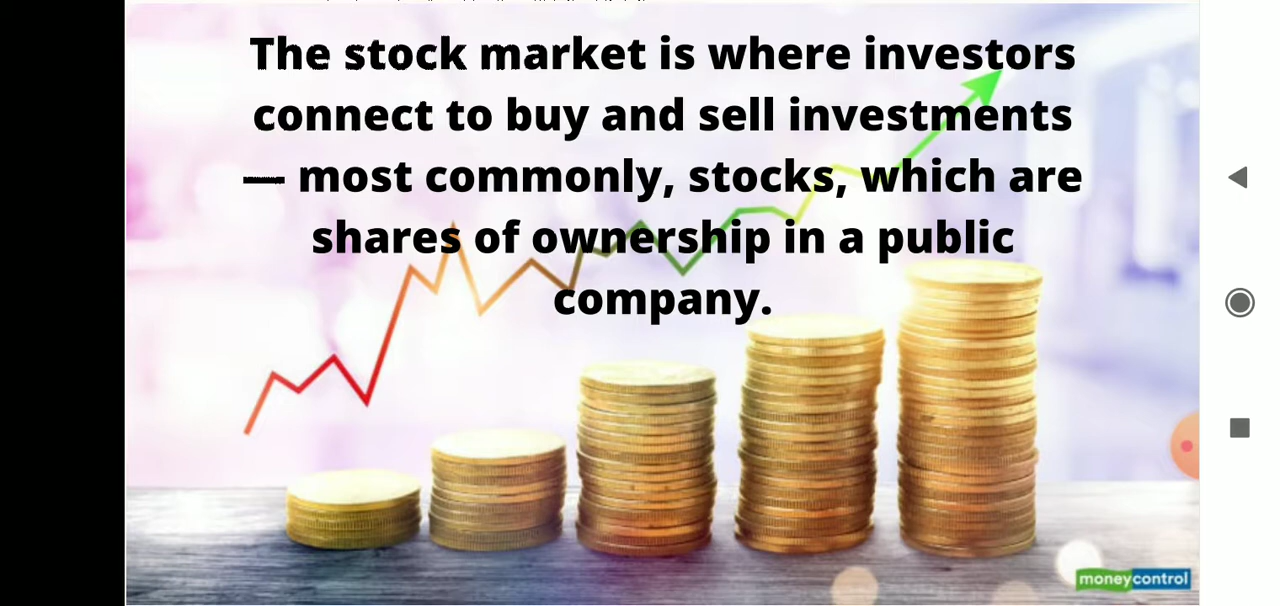 The stock market is where investors
connect to buy and sell investments
— most commonly, stocks, which are
shares of ownership in a public
company.
moneycontrol